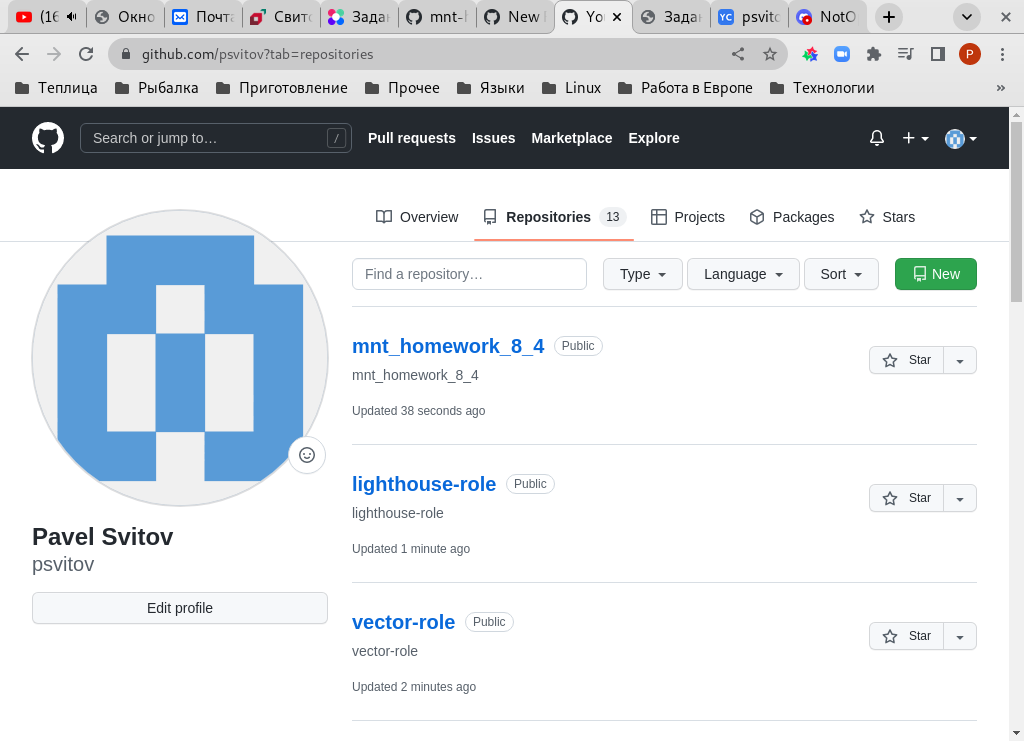 (16
Окно
Почта
Свито
Задан
mnt-h
New
Yo
Задан
YC
psvito
NotO
github.com/psvitov?tab=repositories
P
Теплица
Рыбалка
Приготовление
Прочее
Языки
Linux
Работа в Европе
Технологии
»
Search or jump to…
/
Pull requests
Issues
Marketplace
Explore
Overview
Repositories 13
Projects
Packages
Stars
Find a repository…
Type
Language
Sort
New
mnt_homework_8_4 Public
mnt_homework_8_4
Updated 38 seconds ago
Star
lighthouse-role Public
lighthouse-role
Updated 1 minute ago
Star
Pavel Svitov
psvitov
Edit profile
vector-role Public
vector-role
Updated 2 minutes ago
Star